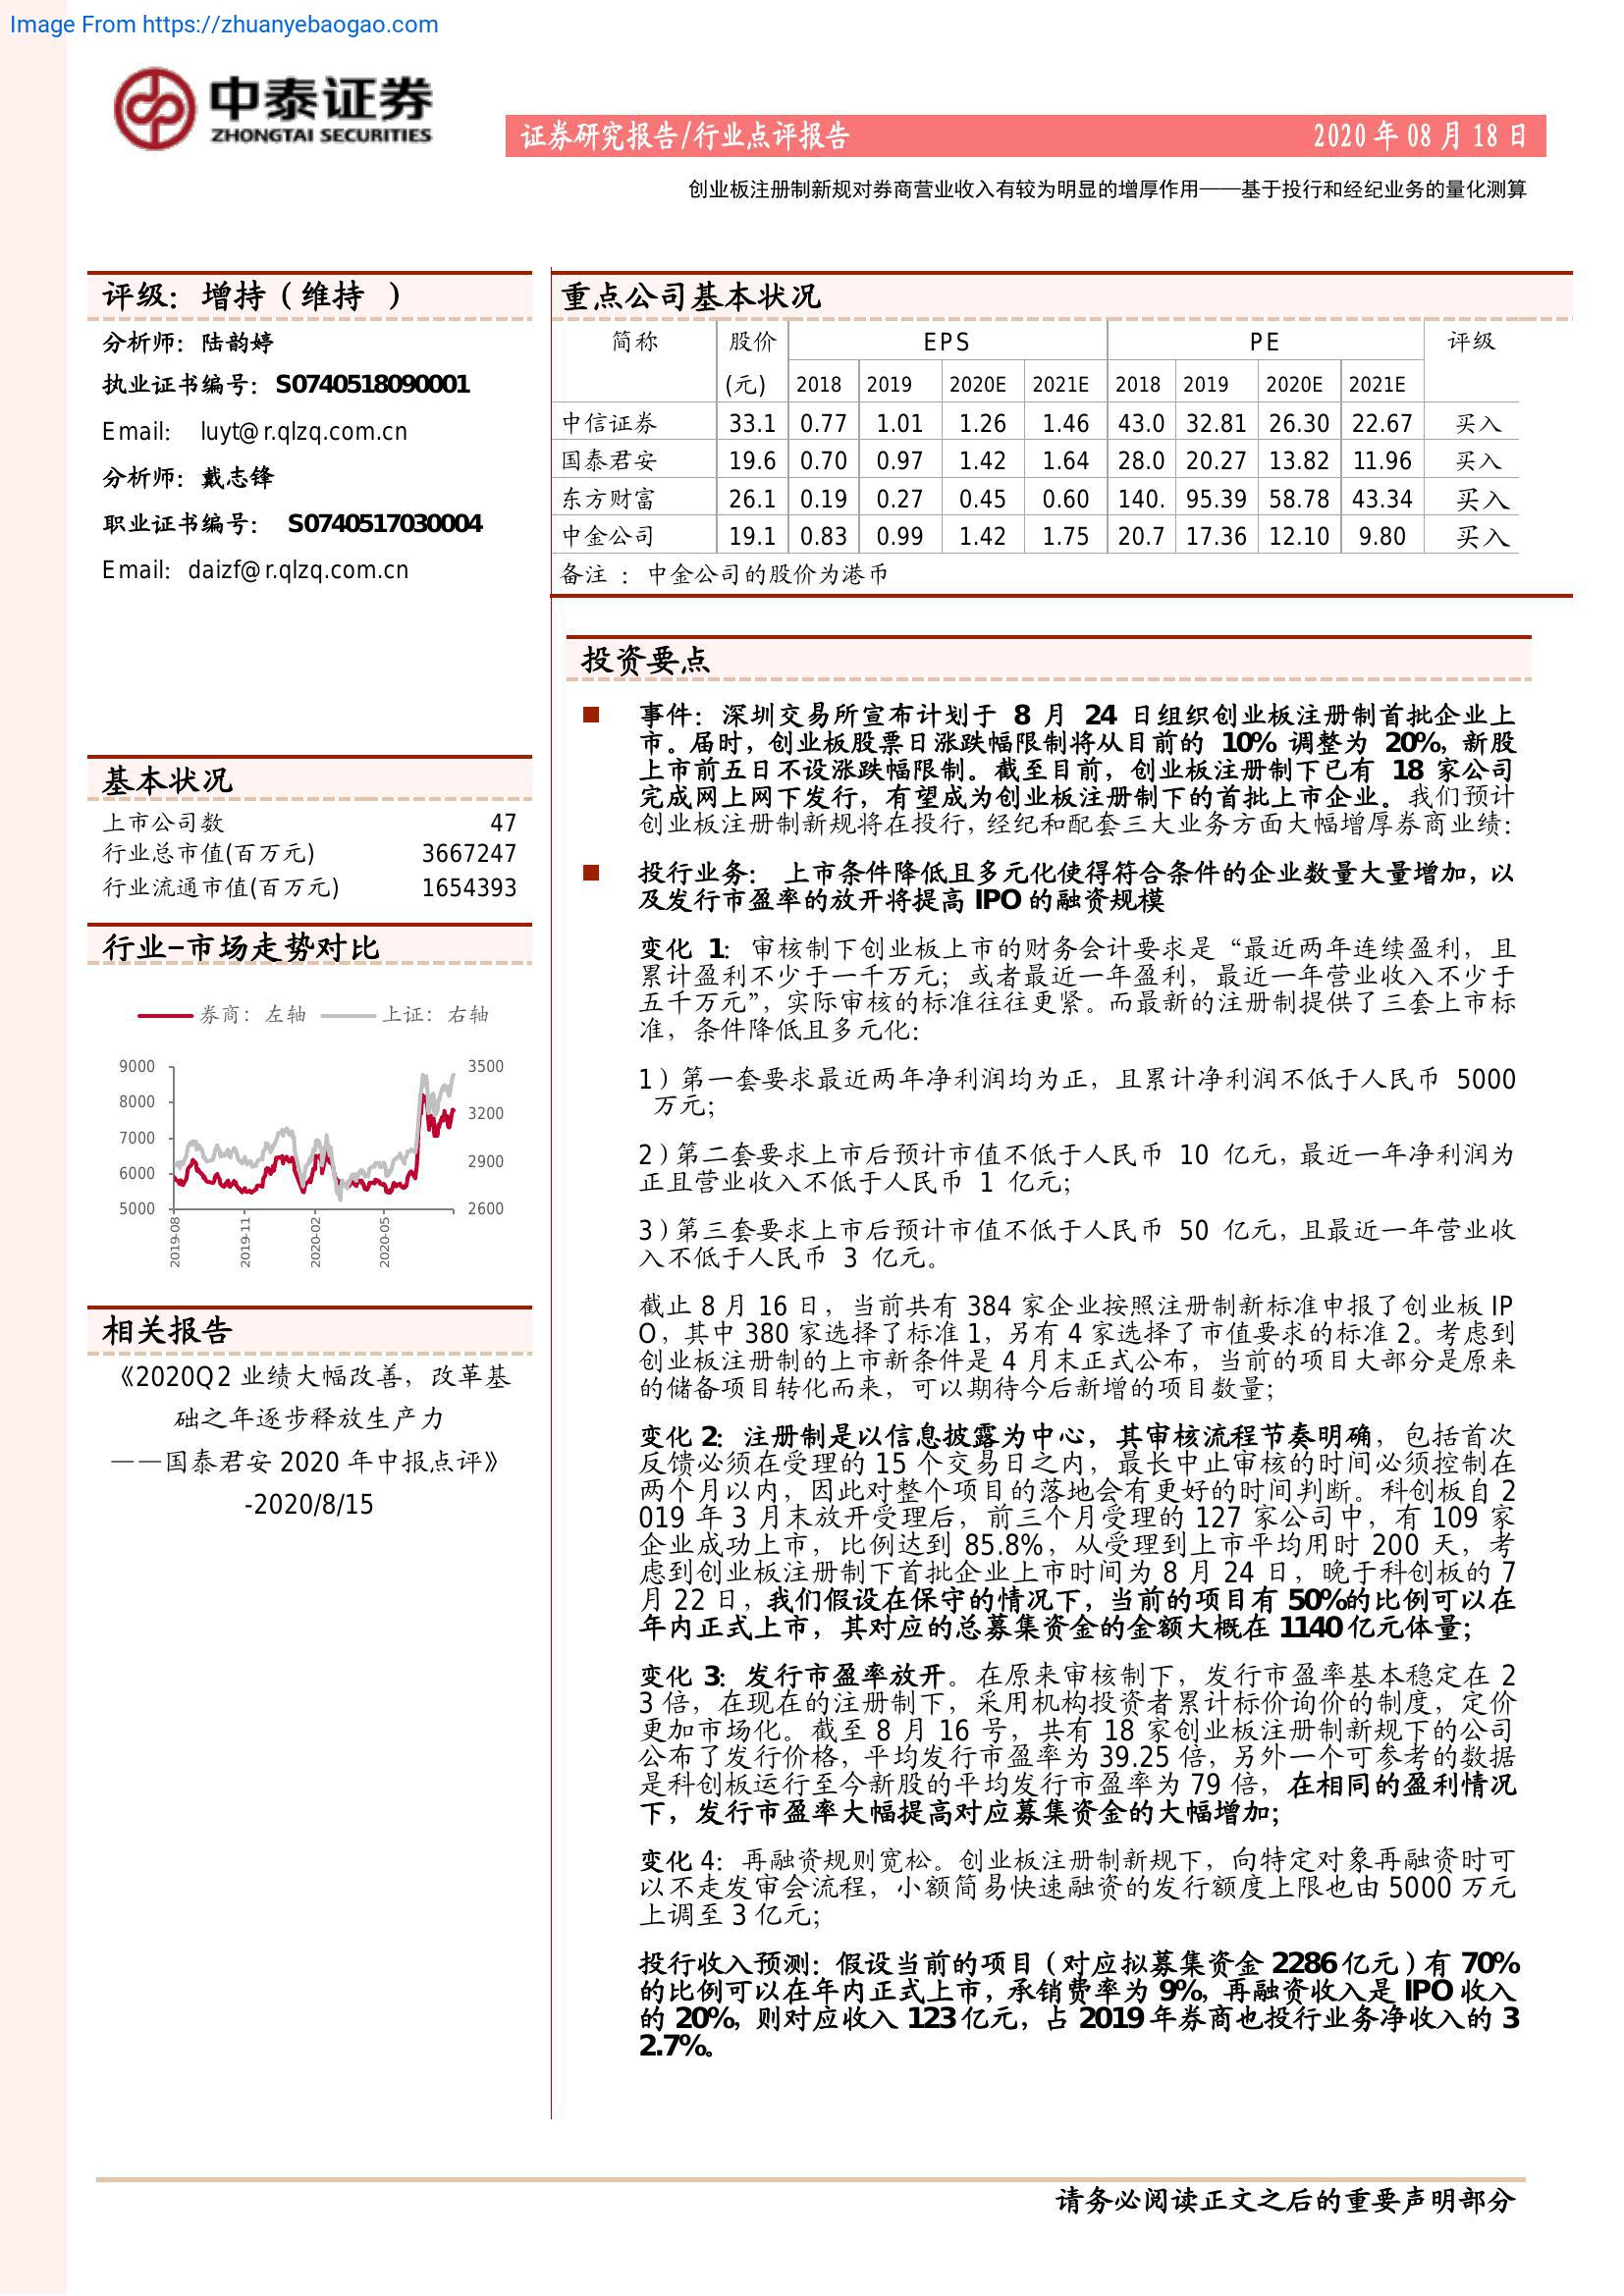 Image From https://zhuanyebaogao.com
中泰证券
ZHONGTAI SECURITIES
证券研究报告/行业点评报告 2020 年 08 月 18 日
创业板注册制新规对券商营业收入有较为明显的增厚作用——基于投行和经纪业务的量化测算
评级：增持（维持 ）
分析师：陆韵婷
执业证书编号：S0740518090001
Email: luyt@r.qlzq.com.cn
分析师：戴志锋
职业证书编号： S0740517030004
Email: daizf@r.qlzq.com.cn
基本状况
上市公司数 47
行业总市值(百万元) 3667247
行业流通市值(百万元) 1654393
行业-市场走势对比
券商：左轴 上证：右轴
9000 3500
8000
3200
7000
2900
6000
5000 2600
2019-08 2019-11 2020-02 2020-05
相关报告
《2020Q2 业绩大幅改善，改革基
础之年逐步释放生产力
——国泰君安 2020 年中报点评》
-2020/8/15
重点公司基本状况
简称 股价 EPS PE 评级
(元) 2018 2019 2020E 2021E 2018 2019 2020E 2021E
中信证券 33.1 0.77 1.01 1.26 1.46 43.0 32.81 26.30 22.67 买入
国泰君安 19.6 0.70 0.97 1.42 1.64 28.0 20.27 13.82 11.96 买入
东方财富 26.1 0.19 0.27 0.45 0.60 140. 95.39 58.78 43.34 买入
中金公司 19.1 0.83 0.99 1.42 1.75 20.7 17.36 12.10 9.80 买入
备注 ：中金公司的股价为港币
投资要点
事件：深圳交易所宣布计划于 8 月 24 日组织创业板注册制首批企业上
市。届时，创业板股票日涨跌幅限制将从目前的 10% 调整为 20%，新股
上市前五日不设涨跌幅限制。截至目前，创业板注册制下已有 18 家公司
完成网上网下发行，有望成为创业板注册制下的首批上市企业。我们预计
创业板注册制新规将在投行，经纪和配套三大业务方面大幅增厚券商业绩：
投行业务： 上市条件降低且多元化使得符合条件的企业数量大量增加，以
及发行市盈率的放开将提高 IPO 的融资规模
变化 1：审核制下创业板上市的财务会计要求是“最近两年连续盈利，且
累计盈利不少于一千万元；或者最近一年盈利，最近一年营业收入不少于
五千万元”，实际审核的标准往往更紧。而最新的注册制提供了三套上市标
准，条件降低且多元化：
1）第一套要求最近两年净利润均为正，且累计净利润不低于人民币 5000
万元；
2）第二套要求上市后预计市值不低于人民币 10 亿元，最近一年净利润为
正且营业收入不低于人民币 1 亿元；
3）第三套要求上市后预计市值不低于人民币 50 亿元，且最近一年营业收
入不低于人民币 3 亿元。
截止 8 月 16 日，当前共有 384 家企业按照注册制新标准申报了创业板 IP
O，其中 380 家选择了标准 1，另有 4 家选择了市值要求的标准 2。考虑到
创业板注册制的上市新条件是 4 月末正式公布，当前的项目大部分是原来
的储备项目转化而来，可以期待今后新增的项目数量；
变化 2：注册制是以信息披露为中心，其审核流程节奏明确，包括首次
反馈必须在受理的 15 个交易日之内，最长中止审核的时间必须控制在
两个月以内，因此对整个项目的落地会有更好的时间判断。科创板自 2
019 年 3 月末放开受理后，前三个月受理的 127 家公司中，有 109 家
企业成功上市，比例达到 85.8%，从受理到上市平均用时 200 天，考
虑到创业板注册制下首批企业上市时间为 8 月 24 日，晚于科创板的 7
月 22 日，我们假设在保守的情况下，当前的项目有 50%的比例可以在
年内正式上市，其对应的总募集资金的金额大概在 1140 亿元体量；
变化 3：发行市盈率放开。在原来审核制下，发行市盈率基本稳定在 2
3 倍，在现在的注册制下，采用机构投资者累计标价询价的制度，定价
更加市场化。截至 8 月 16 号，共有 18 家创业板注册制新规下的公司
公布了发行价格，平均发行市盈率为 39.25 倍，另外一个可参考的数据
是科创板运行至今新股的平均发行市盈率为 79 倍，在相同的盈利情况
下，发行市盈率大幅提高对应募集资金的大幅增加；
变化 4：再融资规则宽松。创业板注册制新规下，向特定对象再融资时可
以不走发审会流程，小额简易快速融资的发行额度上限也由 5000 万元
上调至 3 亿元；
投行收入预测：假设当前的项目（对应拟募集资金 2286 亿元）有 70%
的比例可以在年内正式上市，承销费率为 9%，再融资收入是 IPO 收入
的 20%，则对应收入 123 亿元，占 2019 年券商也投行业务净收入的 3
2.7%。
请务必阅读正文之后的重要声明部分